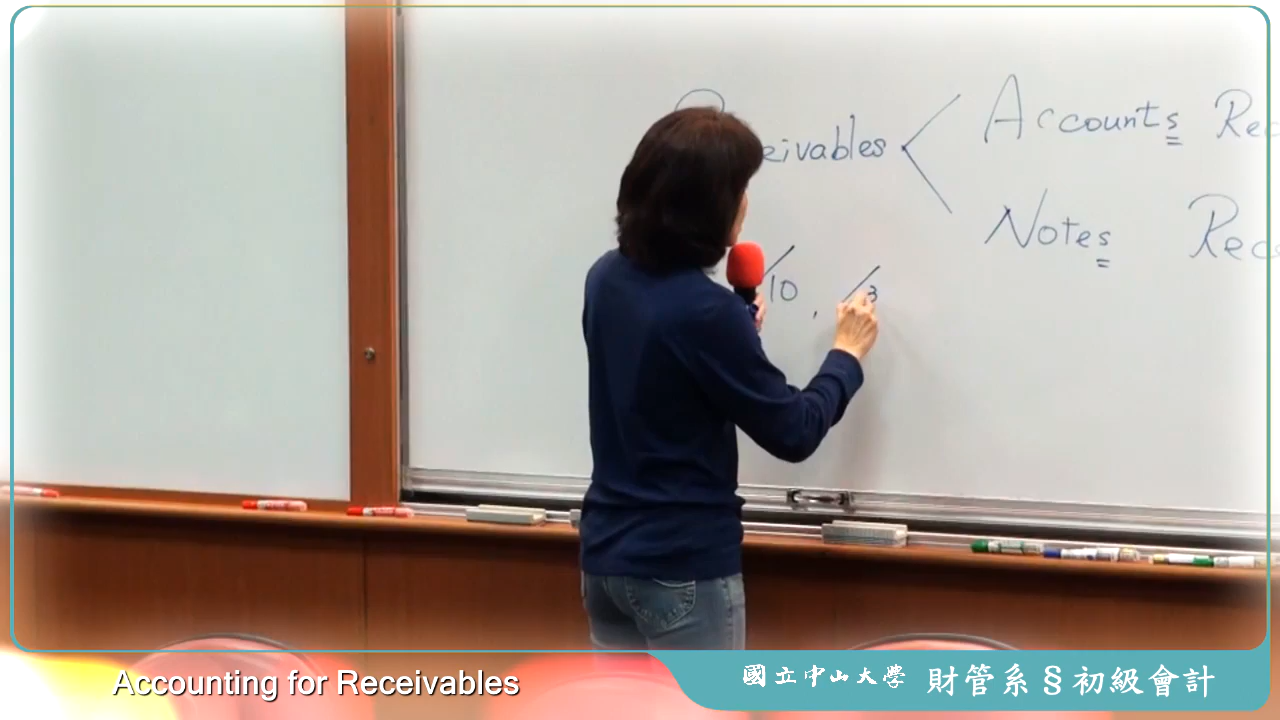 eivables
Accounts Rec
Notes Rec
/10 , /3
Accounting for Receivables
國立中山大學 財管系§初級會計